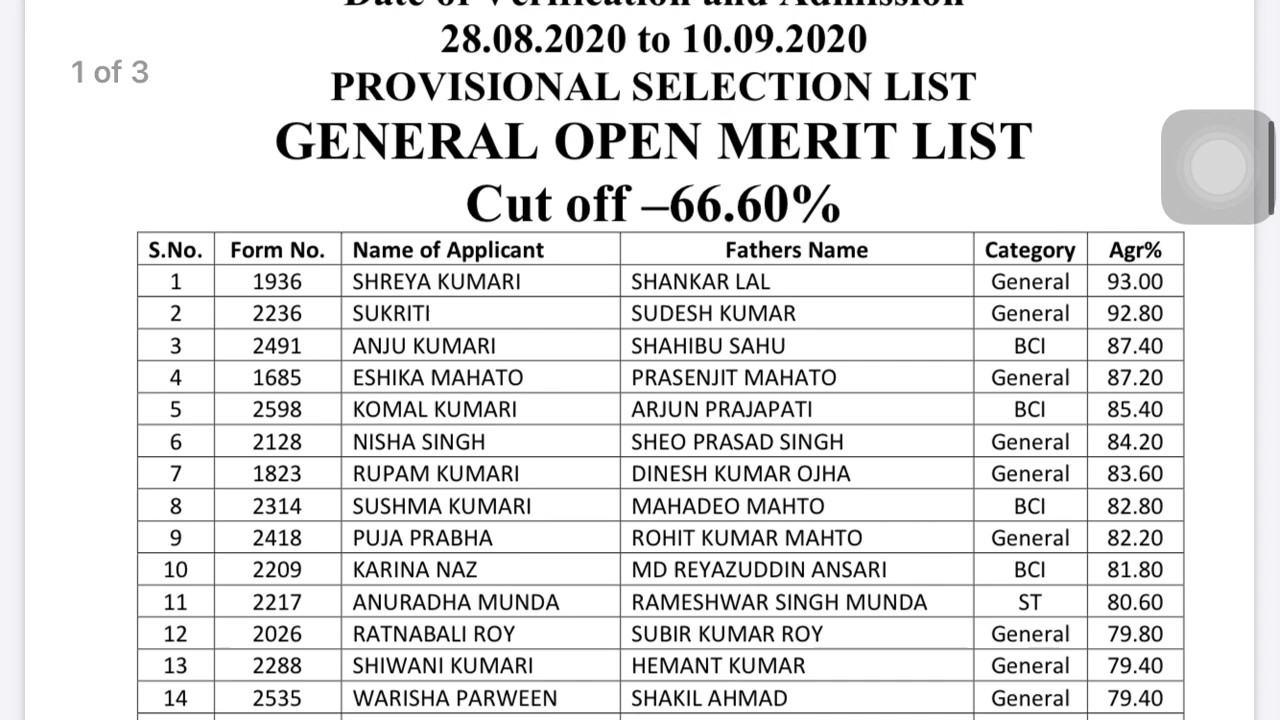 Date of Verification and Admission
28.08.2020 to 10.09.2020
1 of 3
PROVISIONAL SELECTION LIST
GENERAL OPEN MERIT LIST
Cut off –66.60%
S.No. Form No. Name of Applicant Fathers Name Category Agr%
1 1936 SHREYA KUMARI SHANKAR LAL General 93.00
2 2236 SUKRITI SUDESH KUMAR General 92.80
3 2491 ANJU KUMARI SHAHIBU SAHU BCI 87.40
4 1685 ESHIKA MAHATO PRASENJIT MAHATO General 87.20
5 2598 KOMAL KUMARI ARJUN PRAJAPATI BCI 85.40
6 2128 NISHA SINGH SHEO PRASAD SINGH General 84.20
7 1823 RUPAM KUMARI DINESH KUMAR OJHA General 83.60
8 2314 SUSHMA KUMARI MAHADEO MAHTO BCI 82.80
9 2418 PUJA PRABHA ROHIT KUMAR MAHTO General 82.20
10 2209 KARINA NAZ MD REYAZUDDIN ANSARI BCI 81.80
11 2217 ANURADHA MUNDA RAMESHWAR SINGH MUNDA ST 80.60
12 2026 RATNABALI ROY SUBIR KUMAR ROY General 79.80
13 2288 SHIWANI KUMARI HEMANT KUMAR General 79.40
14 2535 WARISHA PARWEEN SHAKIL AHMAD General 79.40